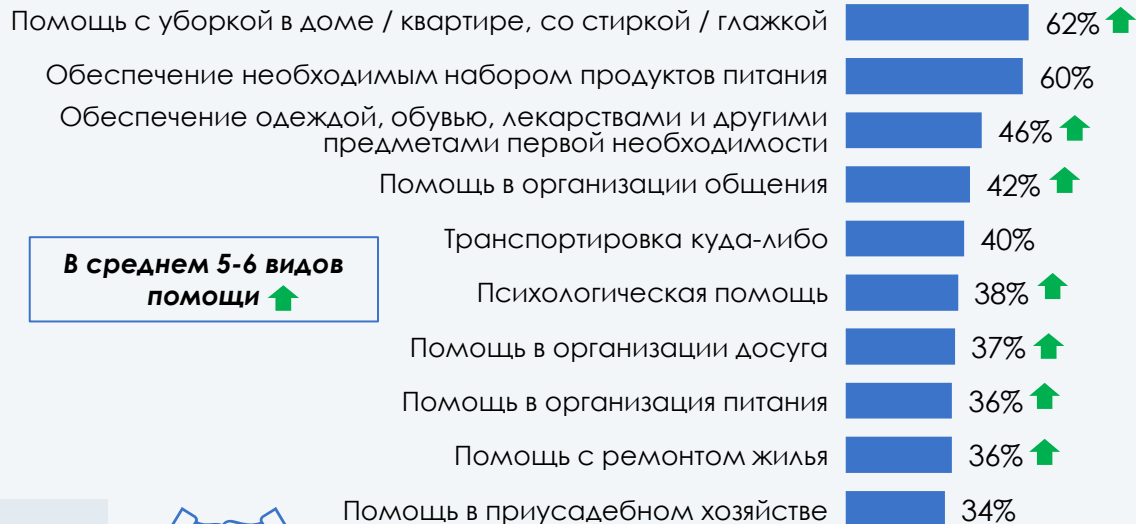 Помощь с уборкой в доме / квартире, со стиркой / глажкой 62%
Обеспечение необходимым набором продуктов питания 60%
Обеспечение одеждой, обувью, лекарствами и другими
предметами первой необходимости 46%
Помощь в организации общения 42%
Транспортировка куда-либо 40%
В среднем 5-6 видов
помощи
Психологическая помощь 38%
Помощь в организации досуга 37%
Помощь в организация питания 36%
Помощь с ремонтом жилья 36%
Помощь в приусадебном хозяйстве 34%